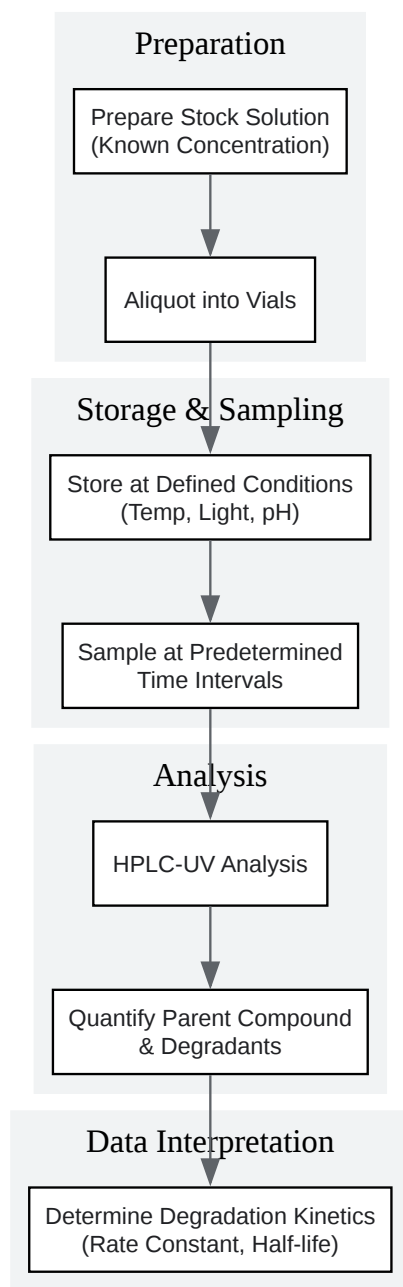 Preparation
Prepare Stock Solution
(Known Concentration)
Aliquot into Vials
Storage & Sampling
Store at Defined Conditions
(Temp, Light, pH)
Sample at Predetermined
Time Intervals
Analysis
HPLC-UV Analysis
Quantify Parent Compound
& Degradants
Data Interpretation
Determine Degradation Kinetics
(Rate Constant, Half-life)